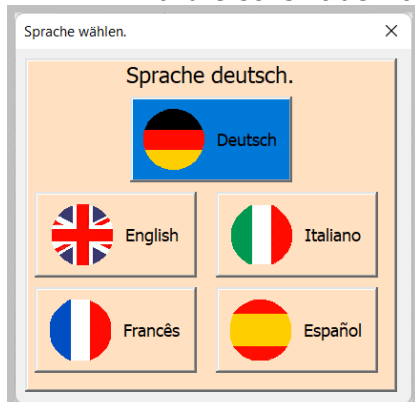 Sprache wählen.
Sprache deutsch.
Deutsch
English
Italiano
Francês
Español